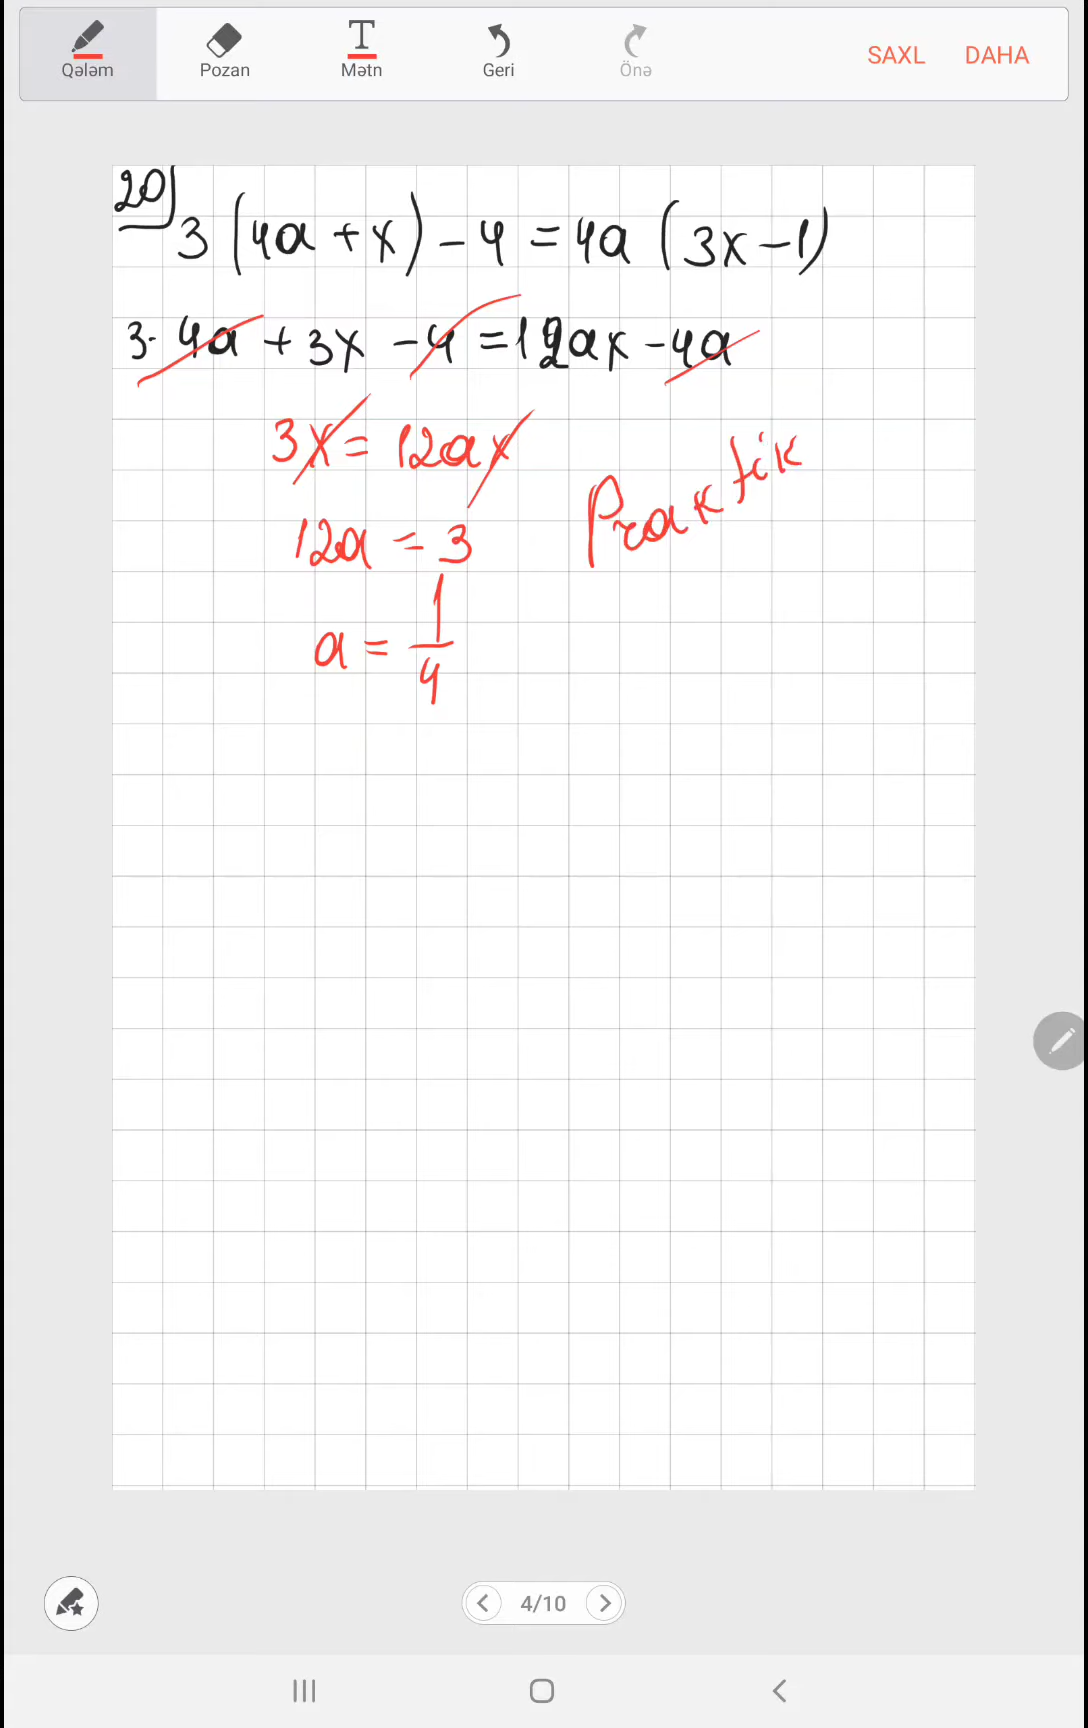 Qələm Pozan Mətn Geri Önə SAXL DAHA
20)
3(4a+x)-4=4a(3x-1)
3·4a+3x-4=12ax-4a
3x=12ax
12a=3
Praktik
a=1/4
4/10